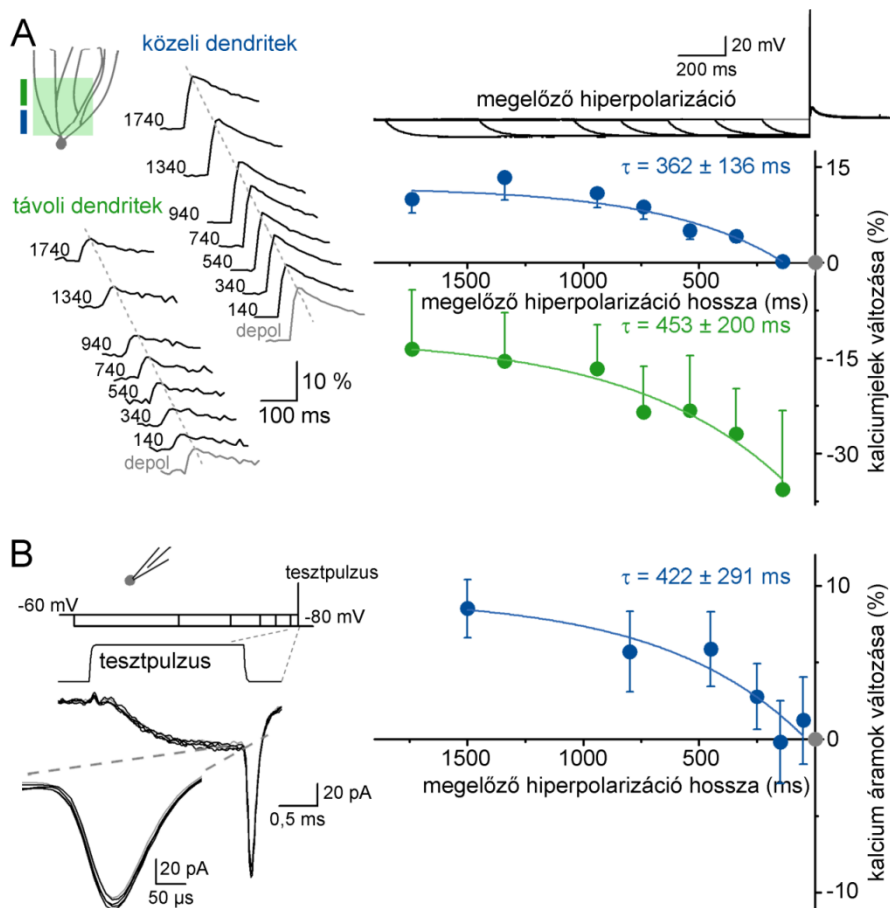 A
közeli dendritek
1740
1340
940
740
540
340
140
depol
távoli dendritek
1740
1340
940
740
540
340
140
depol
10 %
100 ms
20 mV
200 ms
megelőző hiperpolarizáció
τ = 362 ± 136 ms
15
0
-15
-30
1500
1000
500
megelőző hiperpolarizáció hossza (ms)
τ = 453 ± 200 ms
kalciumjelek változása (%)
B
tesztpulzus
-60 mV
-80 mV
tesztpulzus
20 pA
0,5 ms
20 pA
50 µs
τ = 422 ± 291 ms
10
0
-10
1500
1000
500
megelőző hiperpolarizáció hossza (ms)
kalcium áramok változása (%)